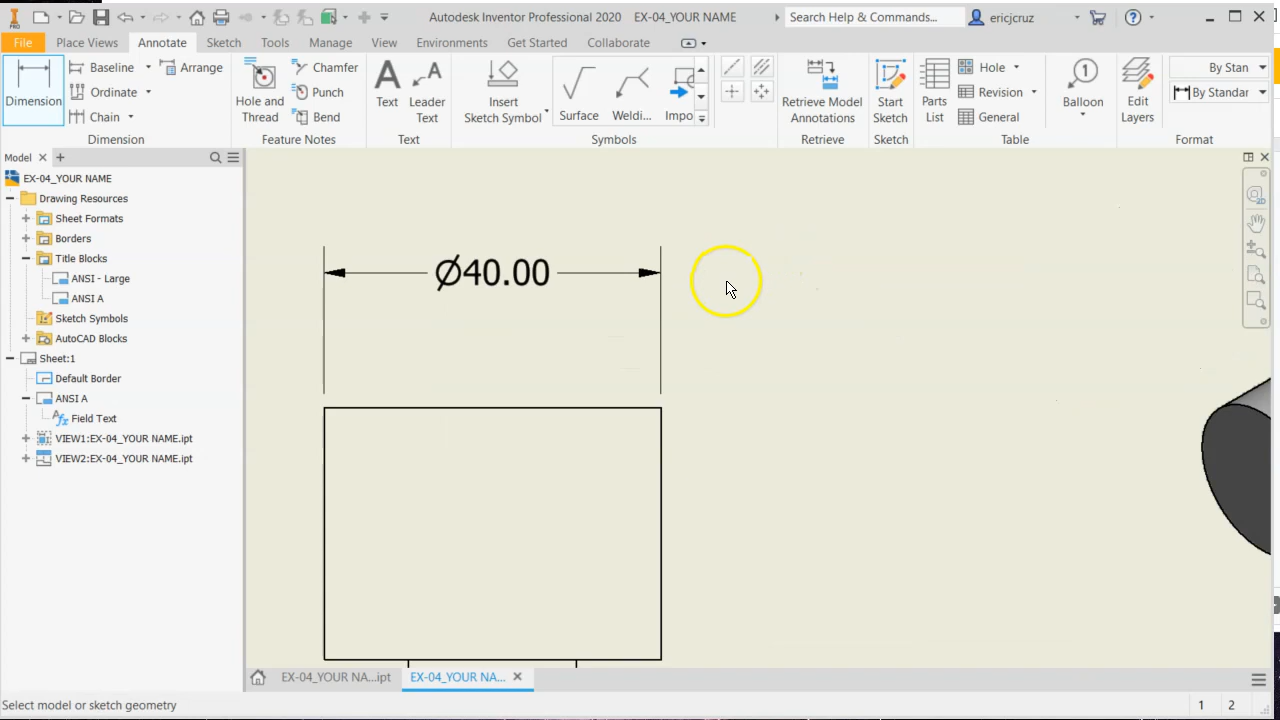 PRO
Autodesk Inventor Professional 2020 EX-04_YOUR NAME
Search Help & Commands...
ericjcruz
File Place Views Annotate Sketch Tools Manage View Environments Get Started Collaborate
Dimension
Baseline
Ordinate
Chain
Arrange
Dimension
Hole and Thread
Chamfer
Punch
Bend
Feature Notes
Text
Leader Text
Text
Insert Sketch Symbol
Surface
Weldi...
Impo
Symbols
Retrieve Model Annotations
Retrieve
Start Sketch
Sketch
Parts List
Hole
Revision
General
Table
Balloon
1
Edit Layers
By Stan
By Standar
Format
Model
EX-04_YOUR NAME
Drawing Resources
Sheet Formats
Borders
Title Blocks
ANSI - Large
ANSI A
Sketch Symbols
AutoCAD Blocks
Sheet:1
Default Border
ANSI A
Field Text
VIEW1:EX-04_YOUR NAME.ipt
VIEW2:EX-04_YOUR NAME.ipt
Ø40.00
EX-04_YOUR NA...ipt
EX-04_YOUR NA...
Select model or sketch geometry
1 2